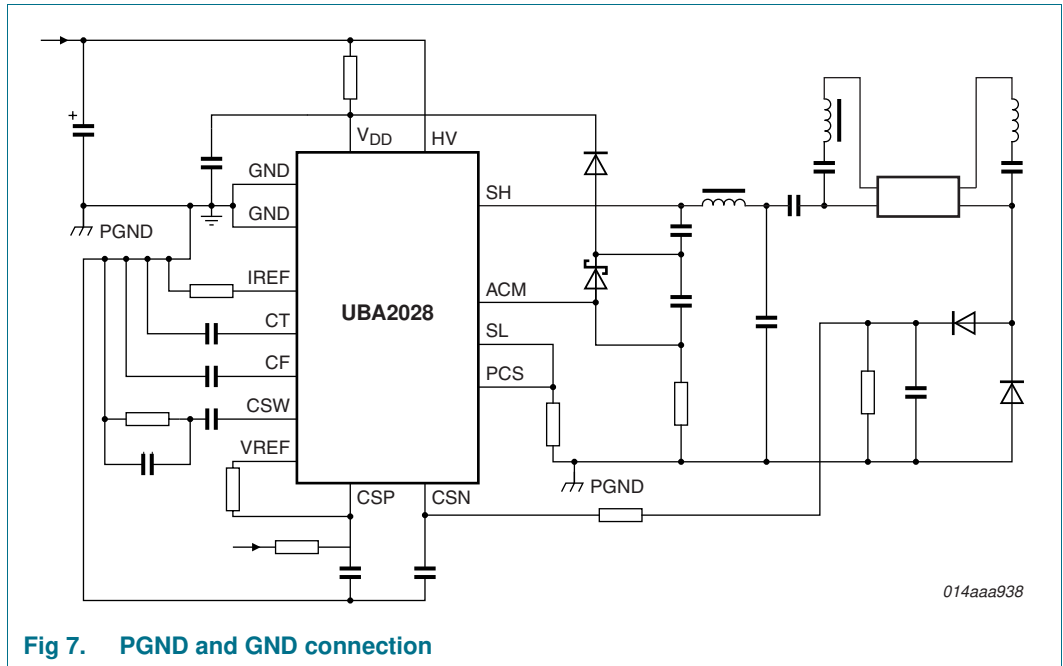 +
VDD
HV
GND
GND
SH
PGND
IREF
UBA2028
ACM
CT
SL
CF
PCS
CSW
VREF
PGND
CSP
CSN
014aaa938
Fig 7. PGND and GND connection